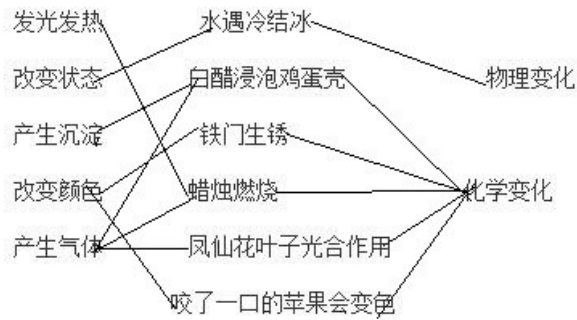 发光发热 水遇冷结冰
改变状态 白醋浸泡鸡蛋壳 物理变化
产生沉淀 铁门生锈
改变颜色 蜡烛燃烧 化学变化
产生气体 凤仙花叶子光合作用
咬了一口的苹果会变色